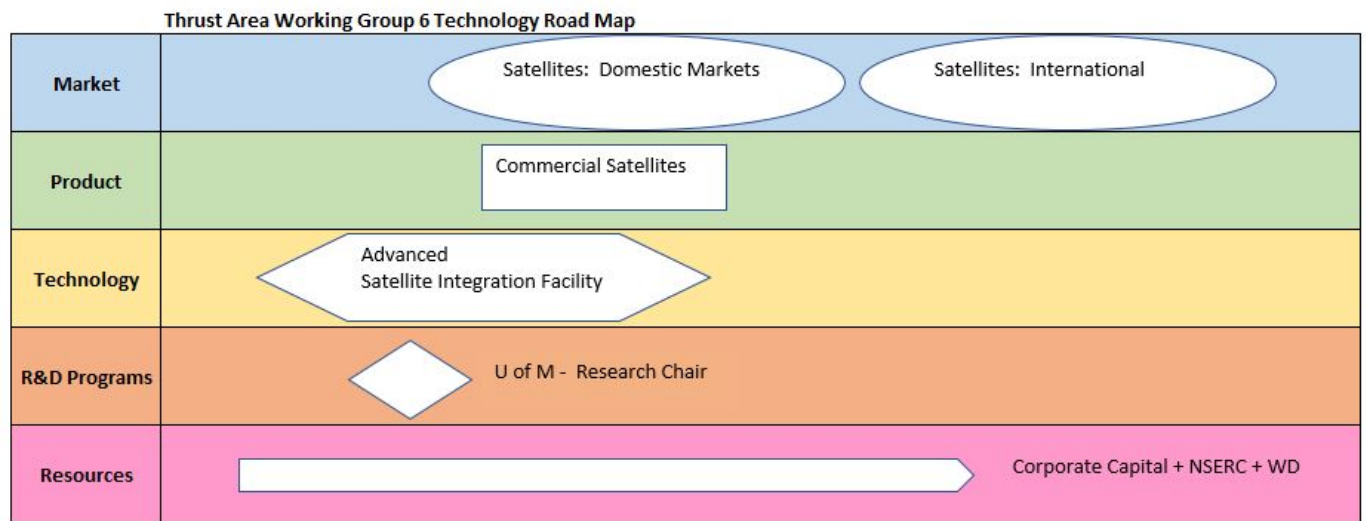 Thrust Area Working Group 6 Technology Road Map
Market
Satellites: Domestic Markets
Satellites: International
Product
Commercial Satellites
Technology
Advanced
Satellite Integration Facility
R&D Programs
U of M - Research Chair
Resources
Corporate Capital + NSERC + WD